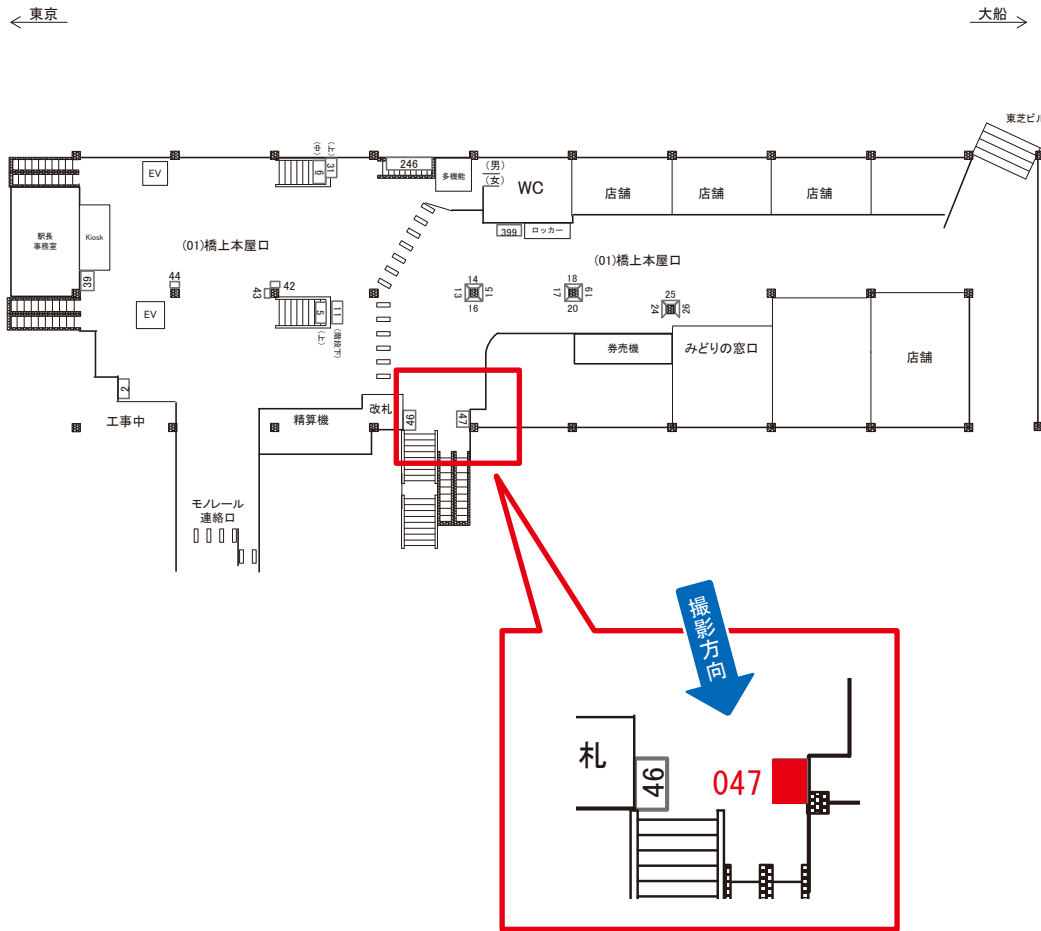 東京
大船
東芝ビル
(上)
(中)
31
6
246
(男)
(女)
EV
多機能
WC
店舗
店舗
店舗
駅長
事務室
Kiosk
399
ロッカー
(01)橋上本屋口
(01)橋上本屋口
39
44
42
43
14
13
15
16
18
17
19
20
25
24
26
EV
5
11
(上)
(階段下)
券売機
みどりの窓口
店舗
2
工事中
精算機
改札
46
47
モノレール
連絡口
撮影方向
札
46
047